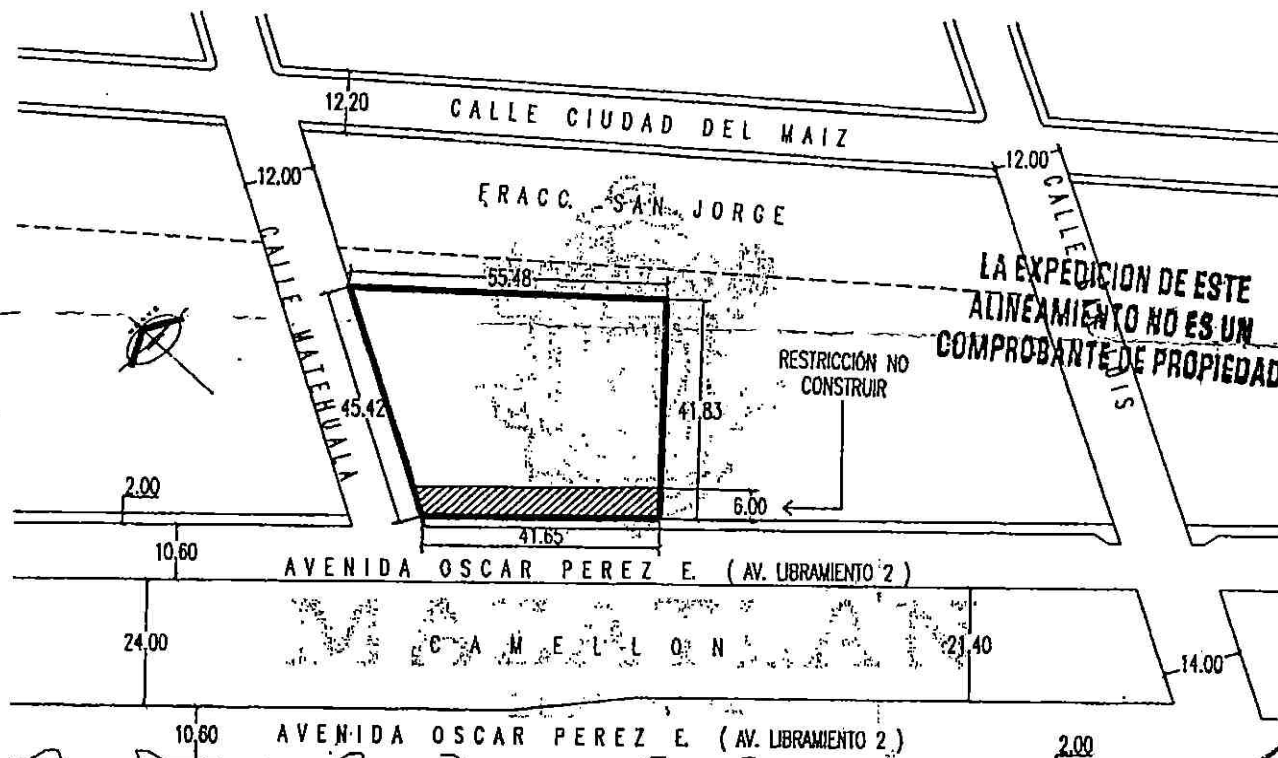 12.20
CALLE CIUDAD DEL MAIZ
12.00
12.00
FRACC. SAN JORGE
CALLE
DIS
LA EXPEDICION DE ESTE
ALINEAMIENTO NO ES UN
COMPROBANTE DE PROPIEDAD
55.48
CALLE MATEHUALA
RESTRICCIÓN NO
CONSTRUIR
45.42
41.83
2.00
6.00
41.65
10.60
AVENIDA OSCAR PEREZ E. ( AV. LIBRAMIENTO 2 )
24.00
MAZATLAN
CAMELLON
21.40
14.00
10.60
AVENIDA OSCAR PEREZ E. ( AV. LIBRAMIENTO 2 )
2.00